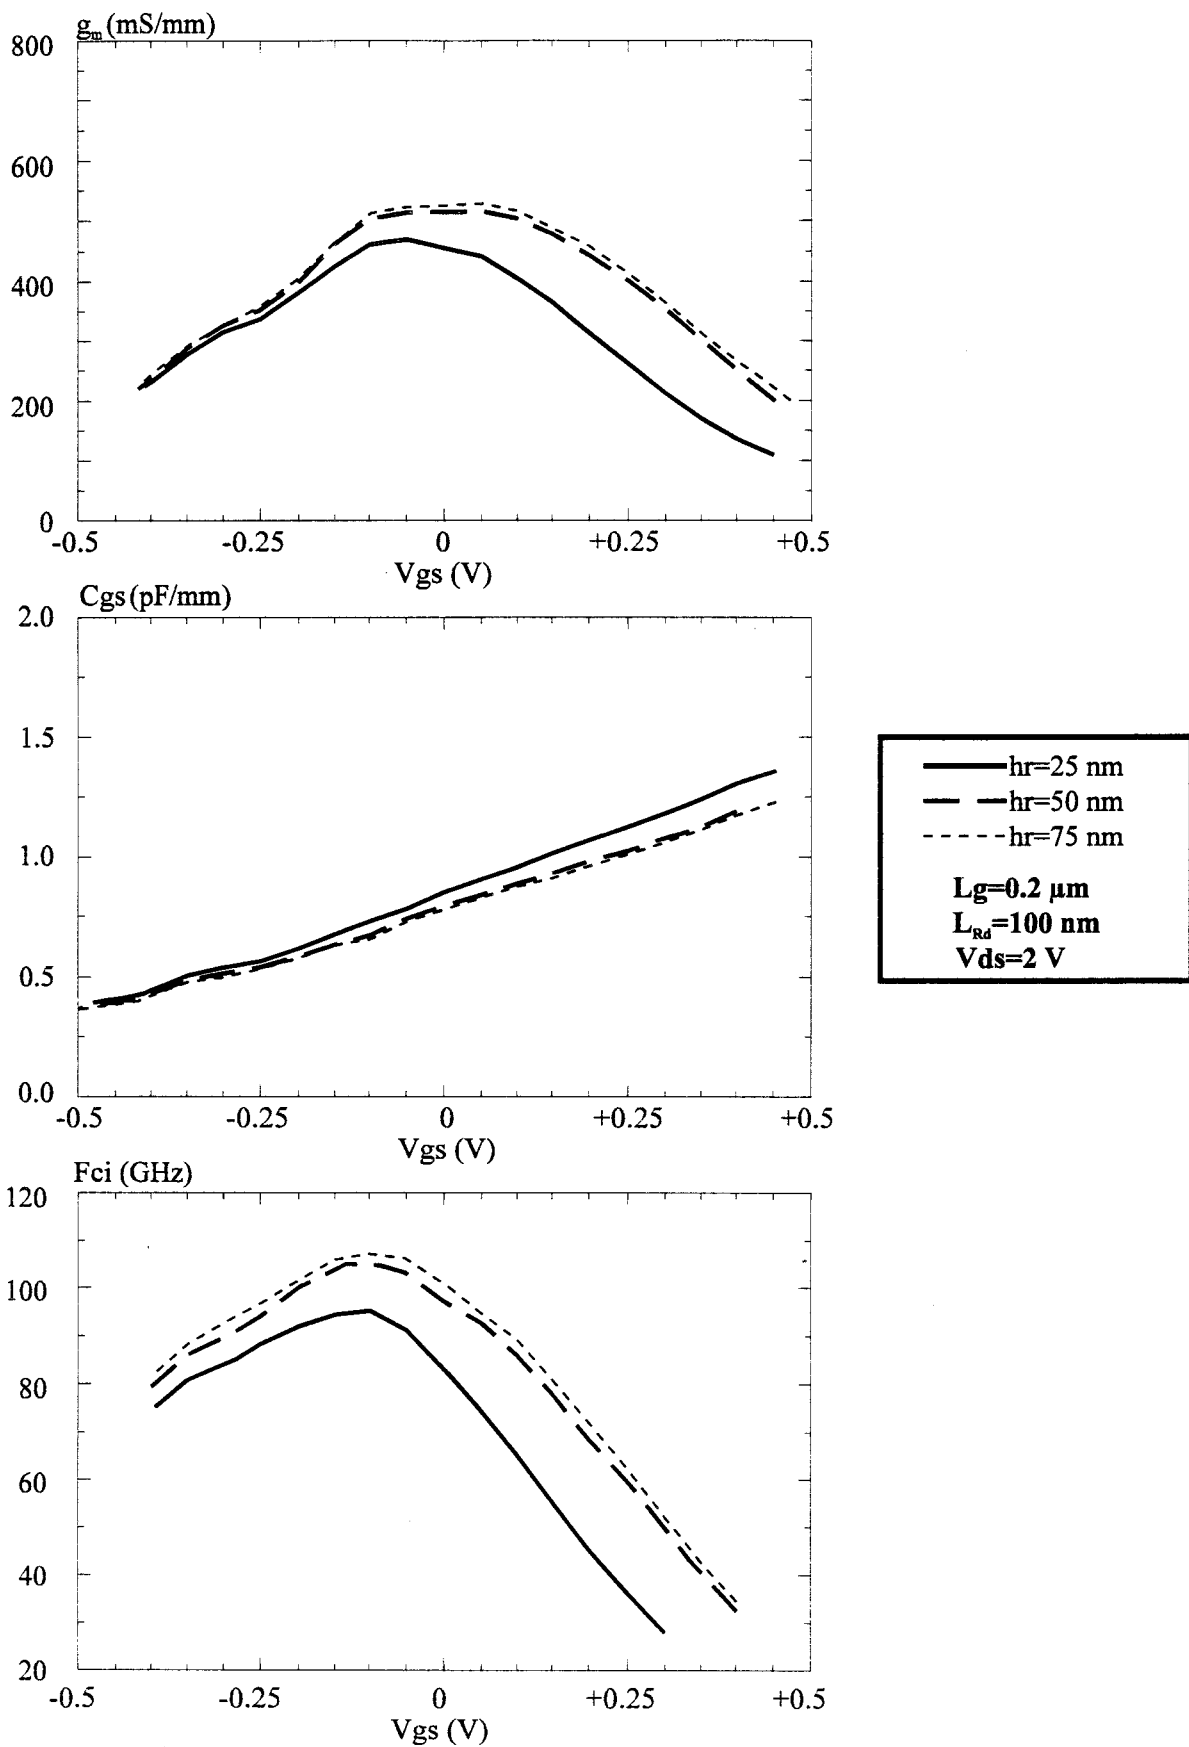 gm (mS/mm)
800
600
400
200
0
-0.5 -0.25 0 +0.25 +0.5
Vgs (V)
Cgs (pF/mm)
2.0
1.5
1.0
0.5
0.0
-0.5 -0.25 0 +0.25 +0.5
Vgs (V)
hr=25 nm
hr=50 nm
hr=75 nm
Lg=0.2 µm
LRd=100 nm
Vds=2 V
Fci (GHz)
120
100
80
60
40
20
-0.5 -0.25 0 +0.25 +0.5
Vgs (V)